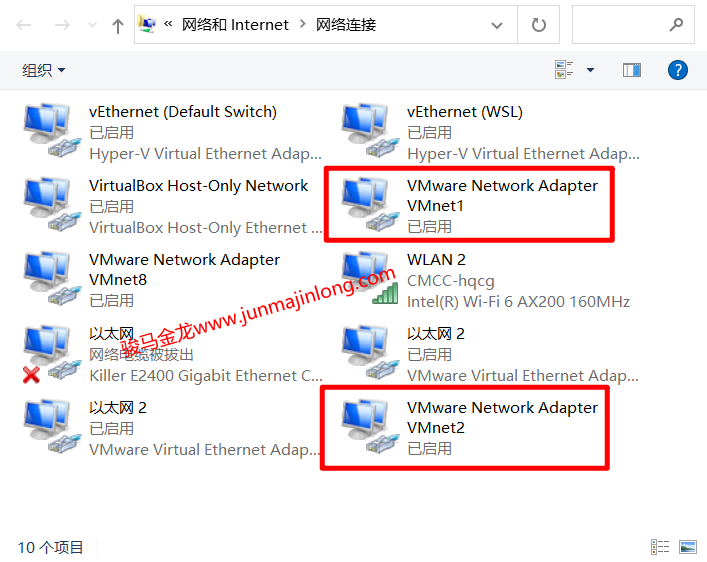 « 网络和 Internet › 网络连接
组织
vEthernet (Default Switch)
已启用
Hyper-V Virtual Ethernet Adap...
vEthernet (WSL)
已启用
Hyper-V Virtual Ethernet Adap...
VirtualBox Host-Only Network
已启用
VirtualBox Host-Only Ethernet ...
VMware Network Adapter
VMnet1
已启用
VMware Network Adapter
VMnet8
已启用
WLAN 2
CMCC-hqcg
Intel(R) Wi-Fi 6 AX200 160MHz
骏马金龙www.junmajinlong.com
以太网
网络电缆被拔出
Killer E2400 Gigabit Ethernet C...
以太网 2
已启用
VMware Virtual Ethernet Adap...
以太网 2
已启用
VMware Virtual Ethernet Adap...
VMware Network Adapter
VMnet2
已启用
10 个项目